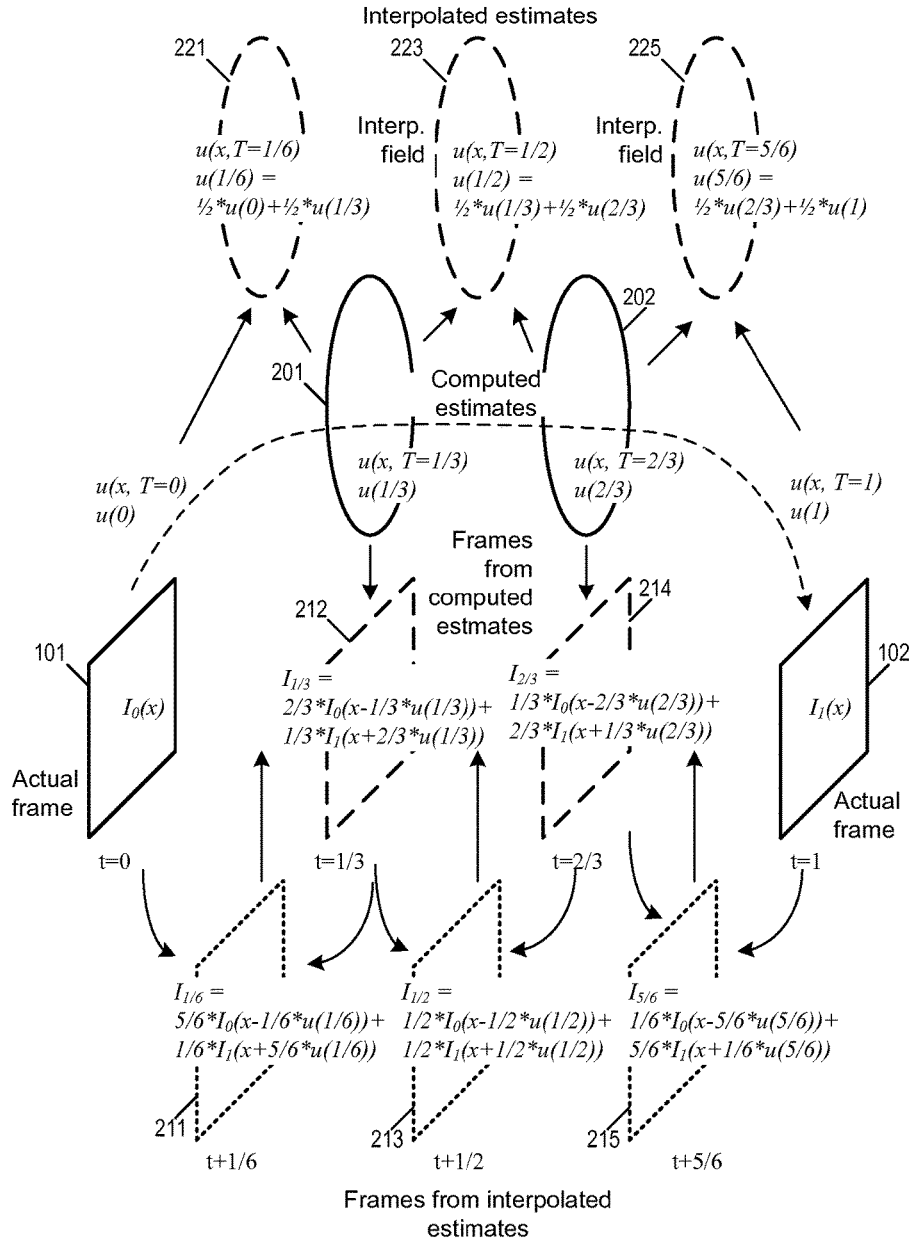 Interpolated estimates
221
223
225
Interp.
field
Interp.
field
u(x,T=1/6)
u(1/6) =
½*u(0)+½*u(1/3)
u(x,T=1/2)
u(1/2) =
½*u(1/3)+½*u(2/3)
u(x,T=5/6)
u(5/6) =
½*u(2/3)+½*u(1)
201
202
Computed
estimates
u(x, T=0)
u(0)
u(x, T=1/3)
u(1/3)
u(x, T=2/3)
u(2/3)
u(x, T=1)
u(1)
Frames
from
computed
estmates
101
212
214
102
I0(x)
Actual
frame
I1/3 =
2/3*I0(x-1/3*u(1/3))+
1/3*I1(x+2/3*u(1/3))
I2/3 =
1/3*I0(x-2/3*u(2/3))+
2/3*I1(x+1/3*u(2/3))
I1(x)
Actual
frame
t=0
t=1/3
t=2/3
t=1
I1/6 =
5/6*I0(x-1/6*u(1/6))+
1/6*I1(x+5/6*u(1/6))
I1/2 =
1/2*I0(x-1/2*u(1/2))+
1/2*I1(x+1/2*u(1/2))
I5/6 =
1/6*I0(x-5/6*u(5/6))+
5/6*I1(x+1/6*u(5/6))
211
213
215
t+1/6
t+1/2
t+5/6
Frames from interpolated
estimates